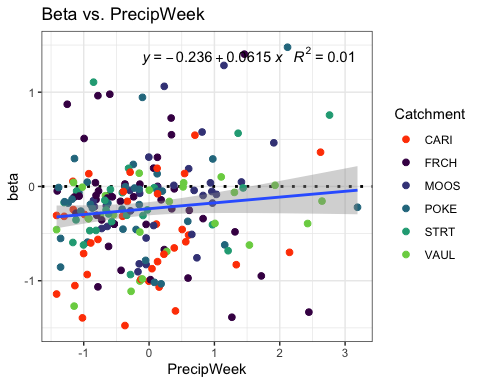 Beta vs. PrecipWeek
y = −0.236 + 0.0615 x R² = 0.01
1
0
-1
beta
-1 0 1 2 3
PrecipWeek
Catchment
CARI
FRCH
MOOS
POKE
STRT
VAUL